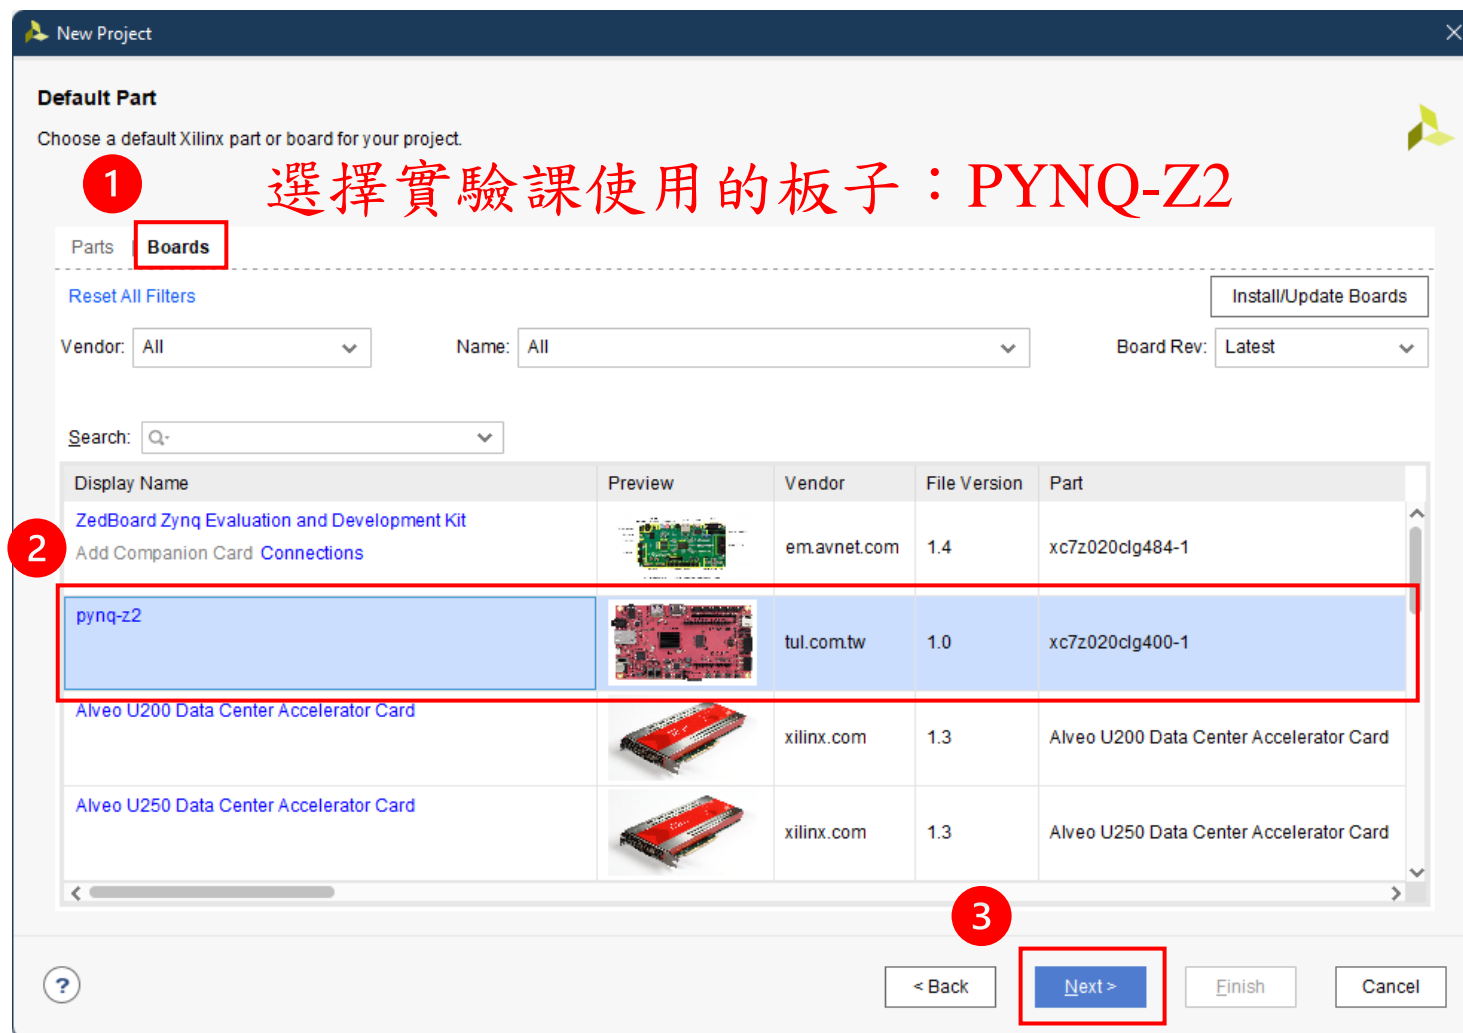 New Project
Default Part
Choose a default Xilinx part or board for your project.
1
選擇實驗課使用的板子：PYNQ-Z2
Parts | Boards
Reset All Filters
Install/Update Boards
Vendor: All
Name: All
Board Rev: Latest
Search:
Display Name Preview Vendor File Version Part
ZedBoard Zynq Evaluation and Development Kit
2
Add Companion Card Connections
em.avnet.com 1.4 xc7z020clg484-1
pynq-z2
tul.com.tw 1.0 xc7z020clg400-1
Alveo U200 Data Center Accelerator Card
xilinx.com 1.3 Alveo U200 Data Center Accelerator Card
Alveo U250 Data Center Accelerator Card
xilinx.com 1.3 Alveo U250 Data Center Accelerator Card
3
?
< Back
Next >
Finish
Cancel